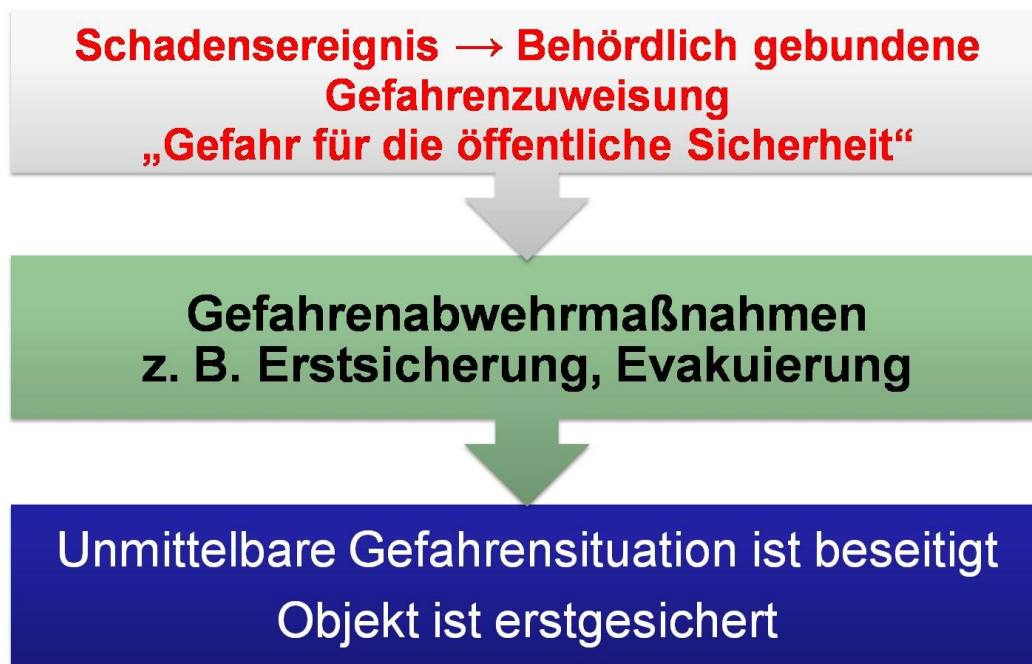 Schadensereignis → Behördlich gebundene
Gefahrenzuweisung
„Gefahr für die öffentliche Sicherheit“
Gefahrenabwehrmaßnahmen
z. B. Erstsicherung, Evakuierung
Unmittelbare Gefahrensituation ist beseitigt
Objekt ist erstgesichert